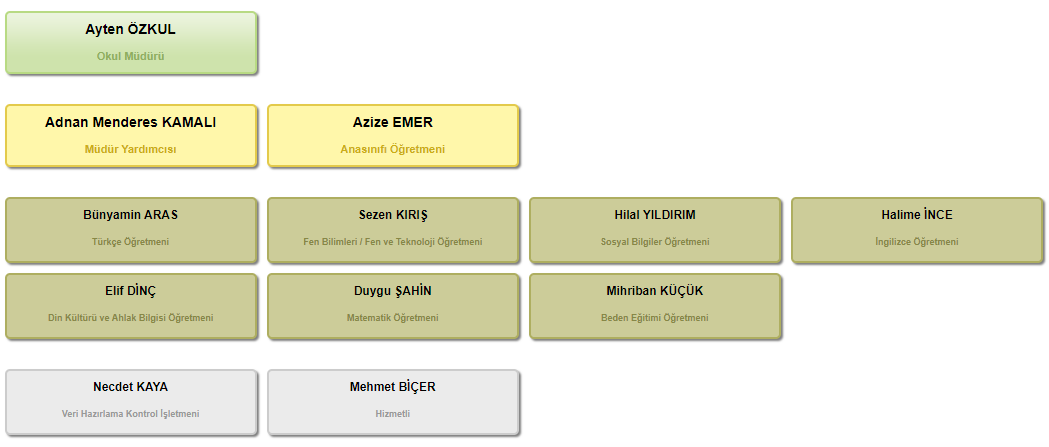 Ayten ÖZKUL
Okul Müdürü
Adnan Menderes KAMALI
Müdür Yardımcısı
Azize EMER
Anasınıfı Öğretmeni
Bünyamin ARAS
Türkçe Öğretmeni
Sezen KIRIŞ
Fen Bilimleri / Fen ve Teknoloji Öğretmeni
Hilal YILDIRIM
Sosyal Bilgiler Öğretmeni
Halime İNCE
İngilizce Öğretmeni
Elif DİNÇ
Din Kültürü ve Ahlak Bilgisi Öğretmeni
Duygu ŞAHİN
Matematik Öğretmeni
Mihriban KÜÇÜK
Beden Eğitimi Öğretmeni
Necdet KAYA
Veri Hazırlama Kontrol İşletmeni
Mehmet BİÇER
Hizmetli